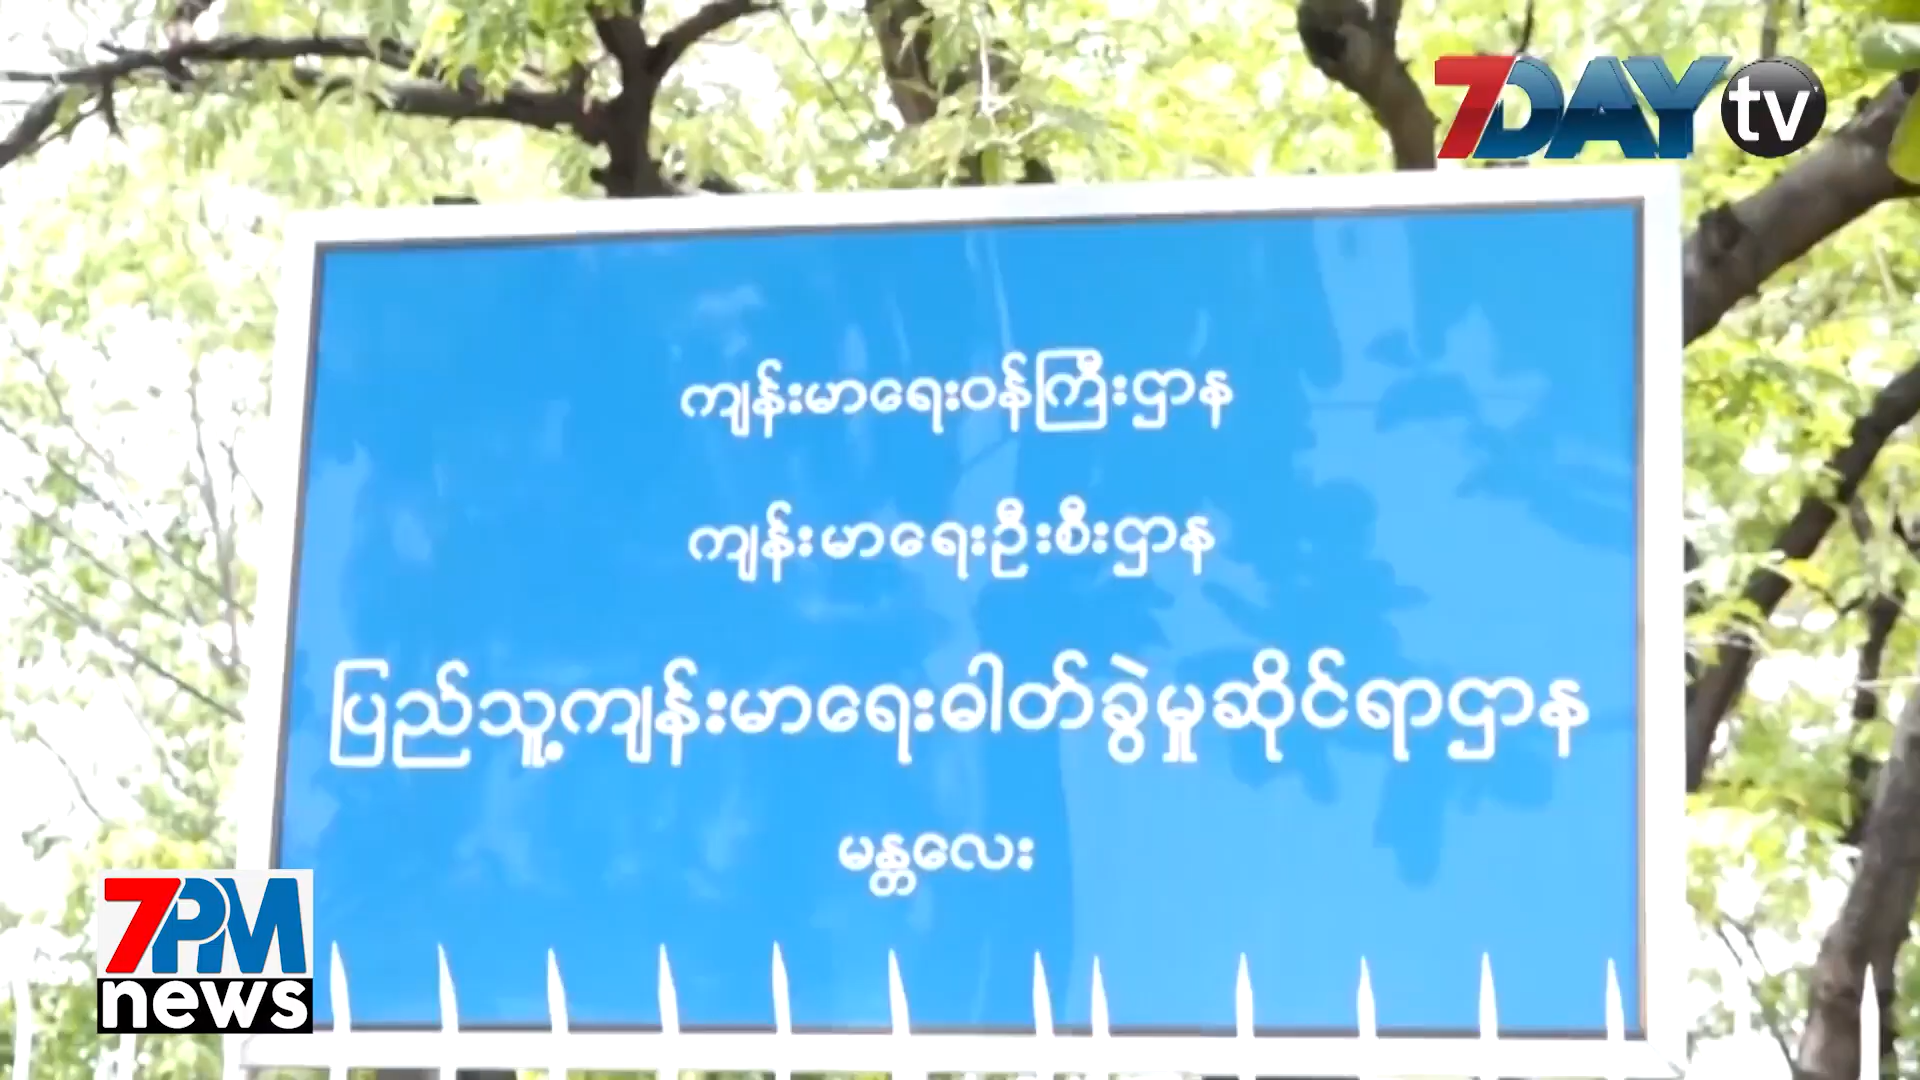 7DAY tv
ကျန်းမာရေးဝန်ကြီးဌာန
ကျန်းမာရေးဦးစီးဌာန
ပြည်သူ့ကျန်းမာရေးဓါတ်ခွဲမှုဆိုင်ရာဌာန
မန္တလေး
7PM
news